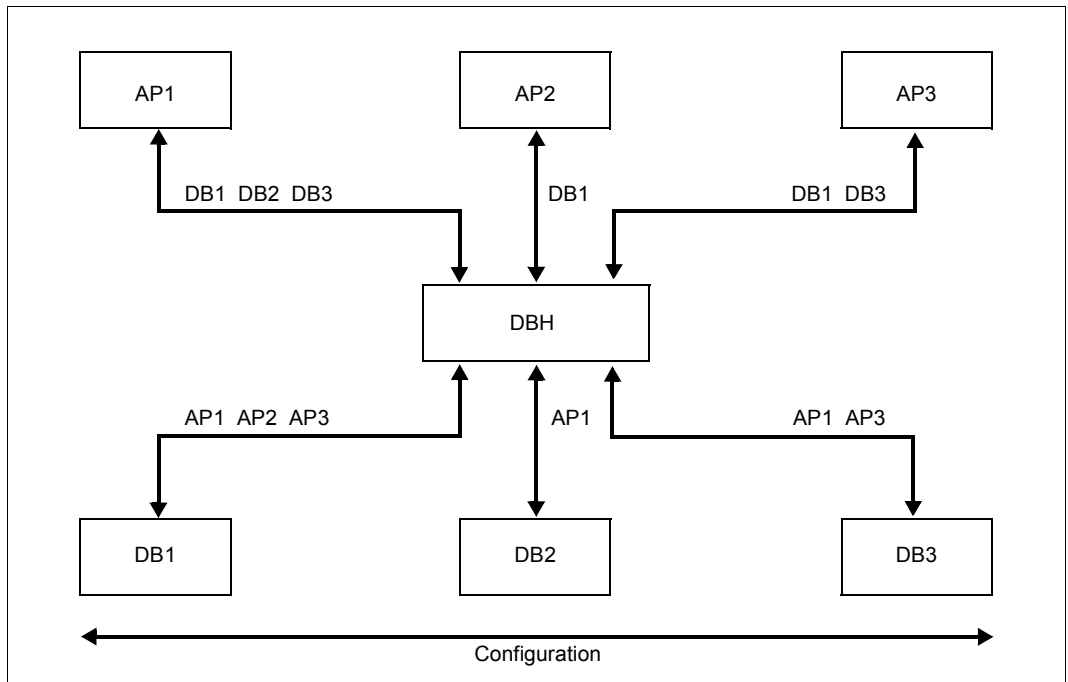 AP1
AP2
AP3
DB1 DB2 DB3
DB1
DB1 DB3
DBH
AP1 AP2 AP3
AP1
AP1 AP3
DB1
DB2
DB3
Configuration